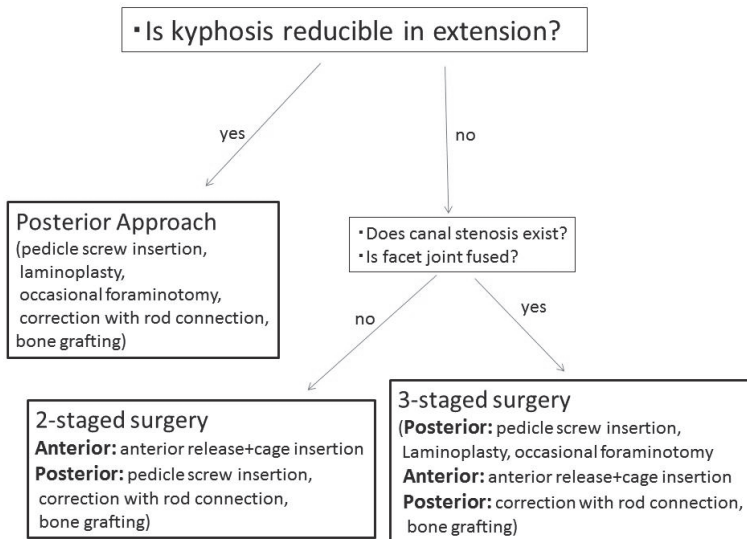 ・Is kyphosis reducible in extension?
yes
no
Posterior Approach
(pedicle screw insertion,
laminoplasty,
occasional foraminotomy,
correction with rod connection,
bone grafting)
・Does canal stenosis exist?
・Is facet joint fused?
no
yes
2-staged surgery
Anterior: anterior release+cage insertion
Posterior: pedicle screw insertion,
correction with rod connection,
bone grafting)
3-staged surgery
(Posterior: pedicle screw insertion,
Laminoplasty, occasional foraminotomy
Anterior: anterior release+cage insertion
Posterior: correction with rod connection,
bone grafting)